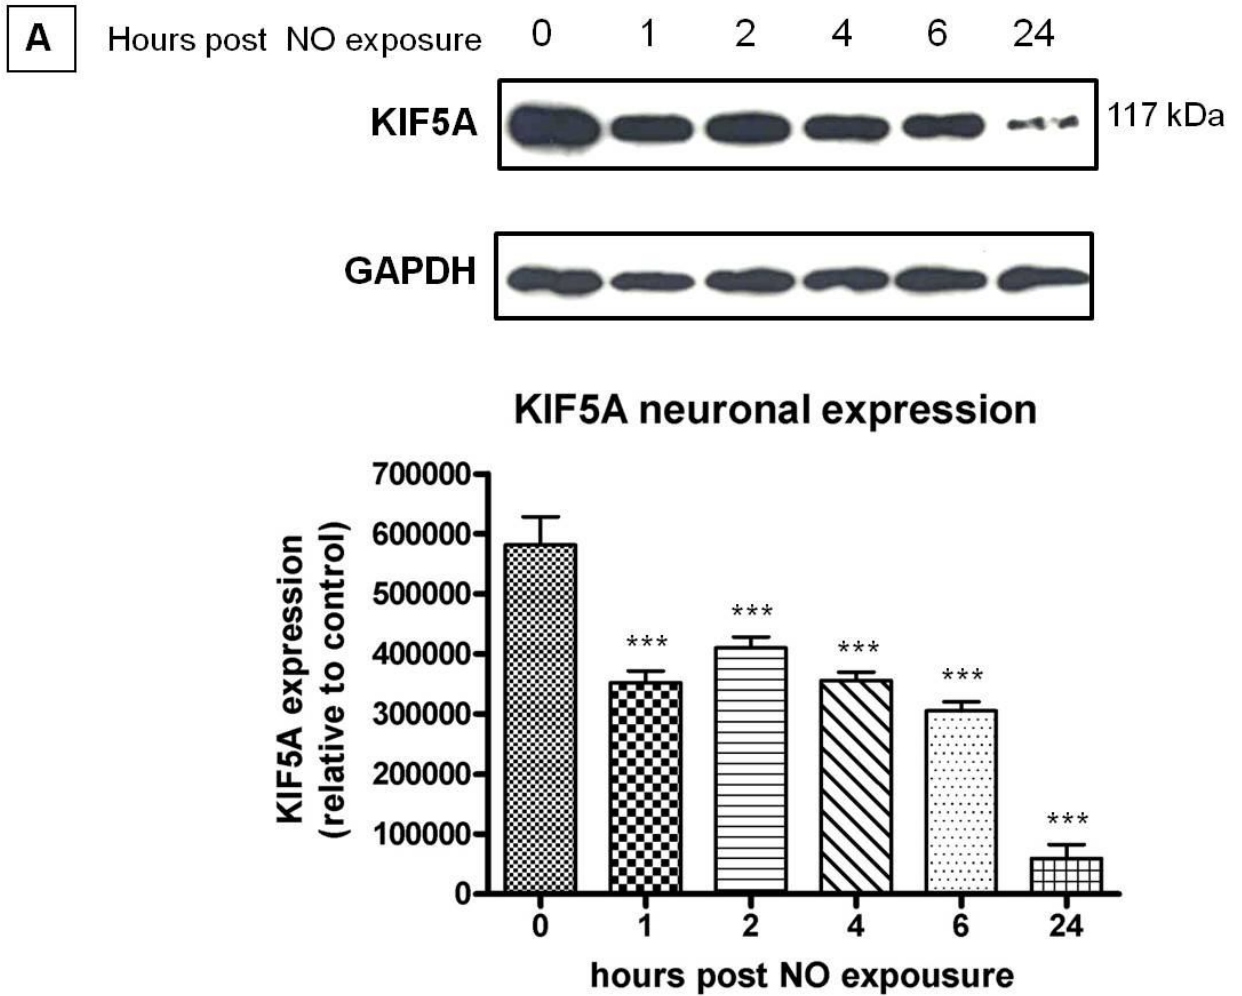 A Hours post NO exposure 0 1 2 4 6 24
KIF5A 117 kDa
GAPDH
KIF5A neuronal expression
KIF5A expression
(relative to control)
700000
600000
500000
400000
300000
200000
100000
0
***
***
***
***
***
0 1 2 4 6 24
hours post NO expousure